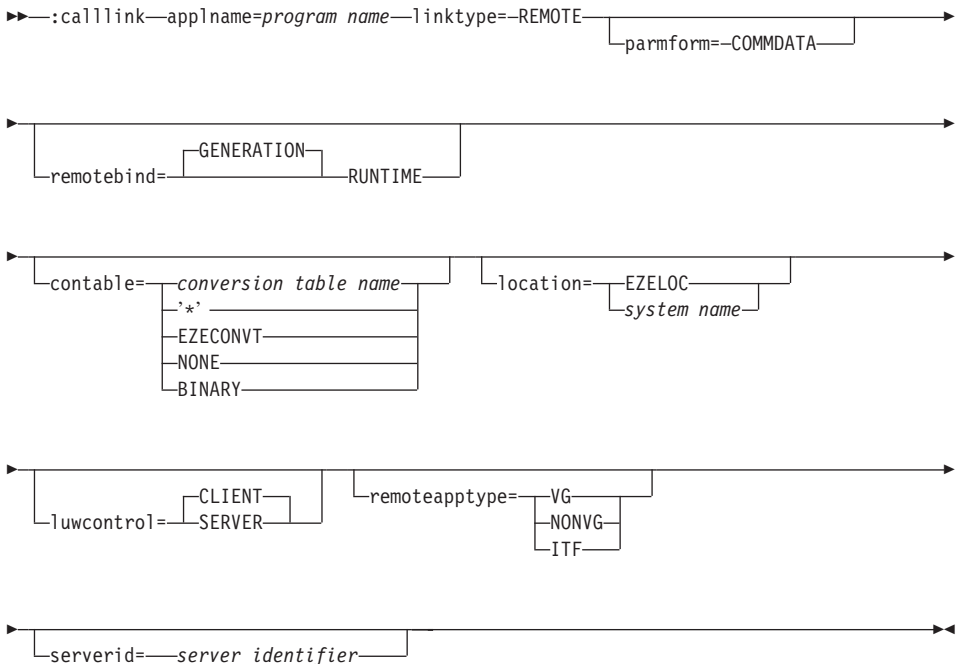 :calllink applname=program name linktype= REMOTE
parmform= COMMDATA
GENERATION
remotebind= RUNTIME
contable= conversion table name location= EZELOC
’*’ system name
EZECONVT
NONE
BINARY
CLIENT remoteapptype= VG
luwcontrol= SERVER NONVG
ITF
serverid= server identifier